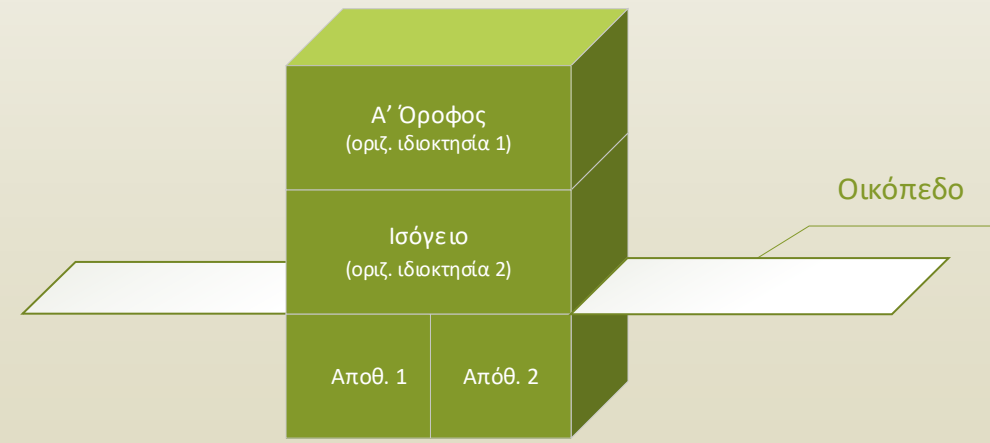 Α’ Όροφος
(οριζ. ιδιοκτησία 1)
Οικόπεδο
Ισόγειο
(οριζ. ιδιοκτησία 2)
Αποθ. 1
Απόθ. 2